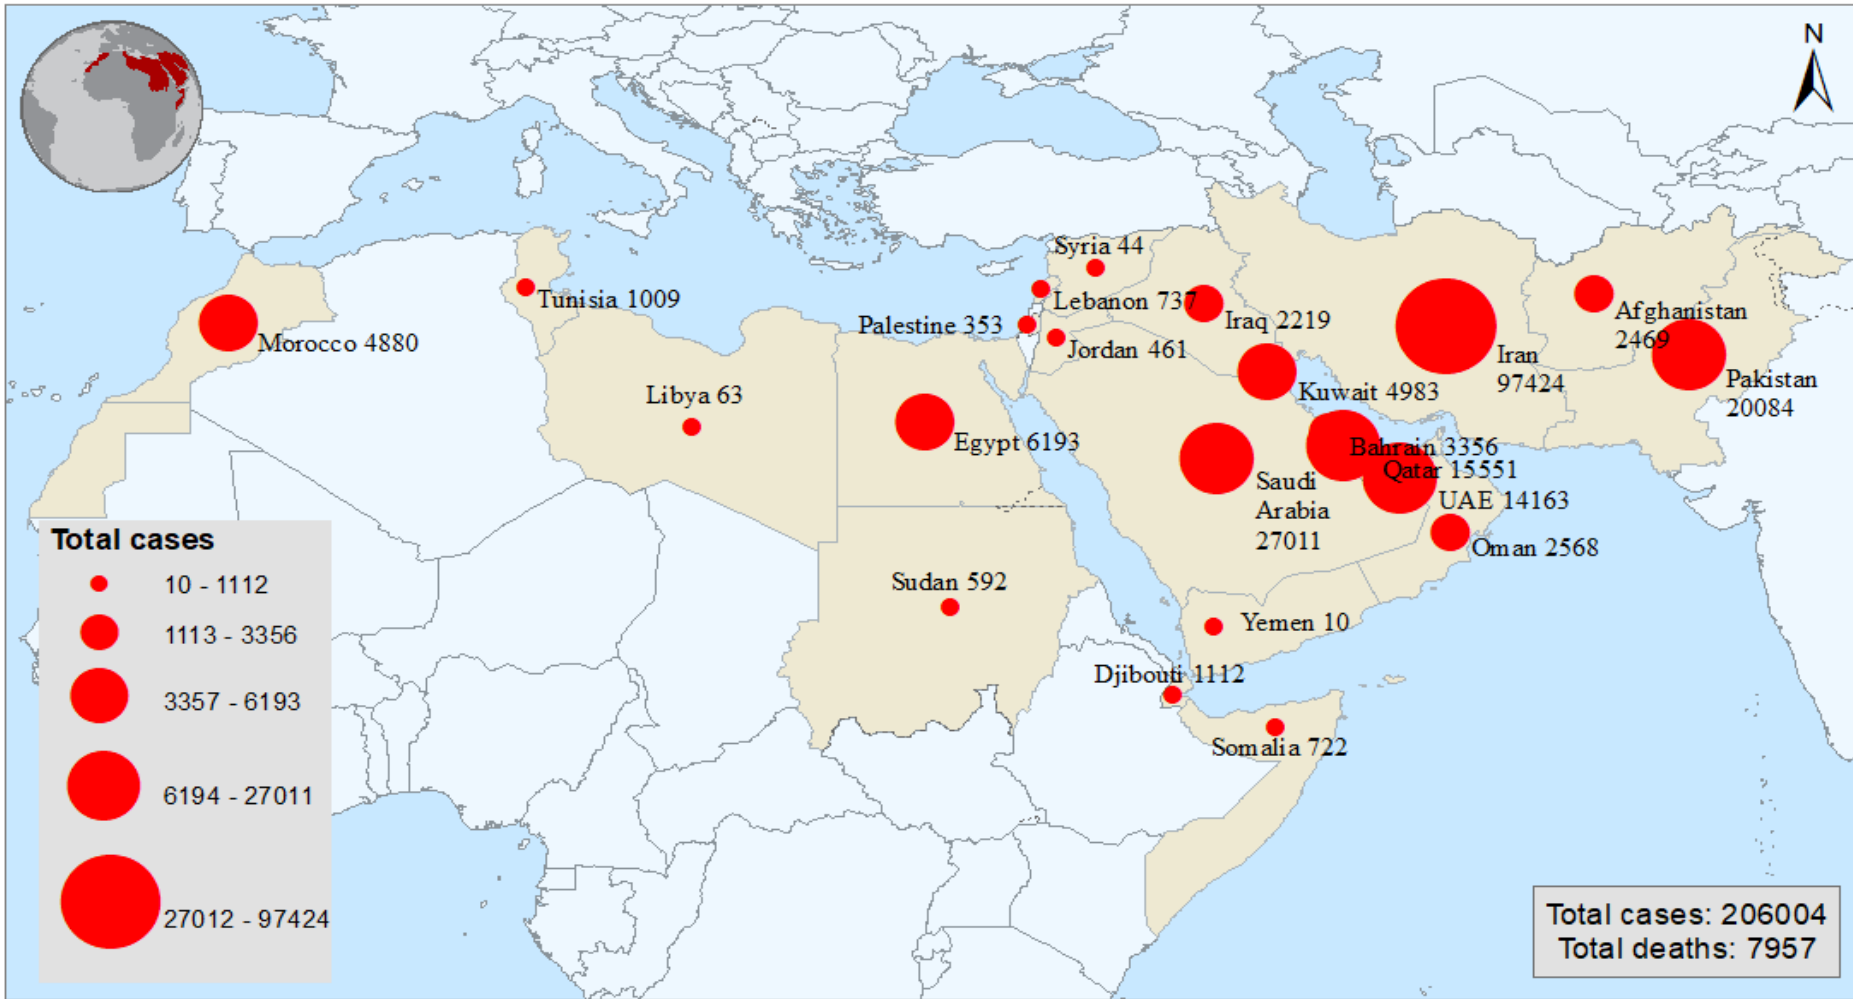 N
Syria 44
Tunisia 1009
Lebanon 737
Palestine 353
Iraq 2219
Afghanistan
2469
Morocco 4880
Jordan 461
Iran
97424
Pakistan
20084
Libya 63
Kuwait 4983
Egypt 6193
Bahrain 3356
Qatar 15551
Saudi
Arabia
27011
UAE 14163
Oman 2568
Sudan 592
Yemen 10
Djibouti 1112
Somalia 722
Total cases
10 - 1112
1113 - 3356
3357 - 6193
6194 - 27011
27012 - 97424
Total cases: 206004
Total deaths: 7957